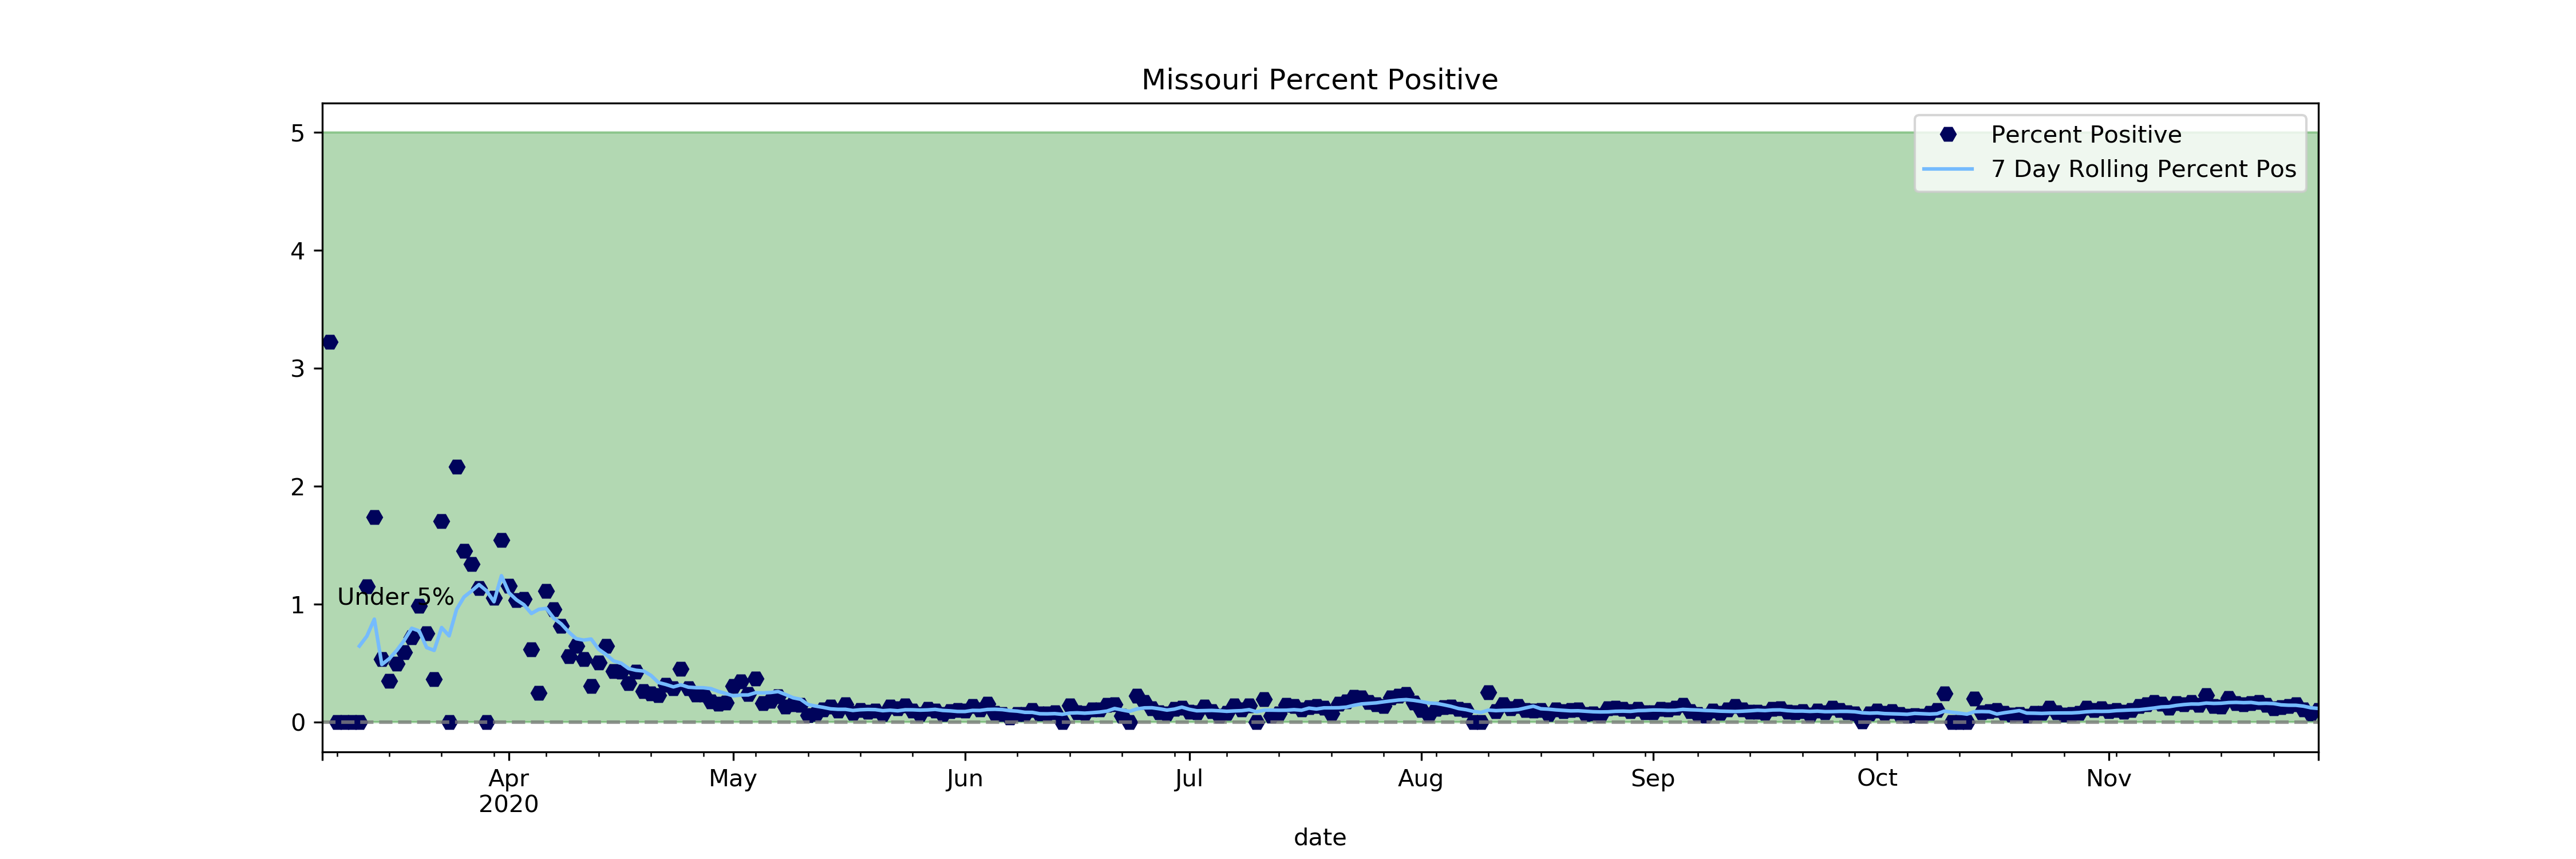 Missouri Percent Positive
5
4
3
2
1
0
Percent Positive
7 Day Rolling Percent Pos
Under 5%
Apr
2020
May
Jun
Jul
Aug
Sep
Oct
Nov
date